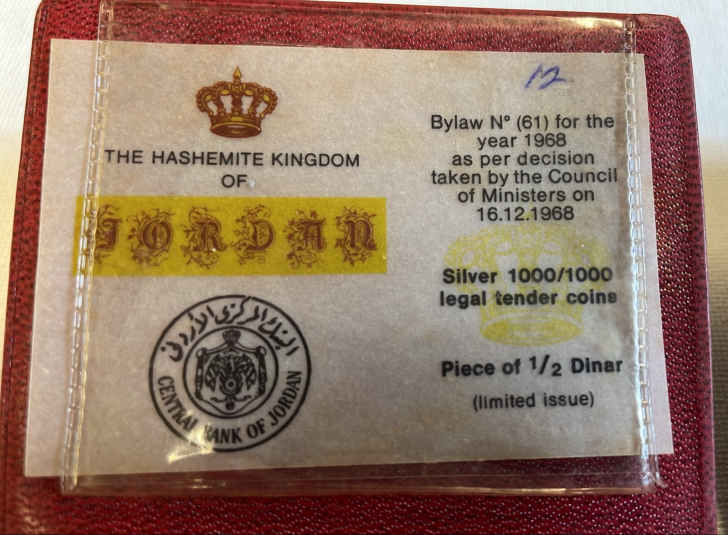 THE HASHEMITE KINGDOM
OF
JORDAN
البنك المركزي الأردني
CENTRAL BANK OF JORDAN
12
Bylaw N° (61) for the
year 1968
as per decision
taken by the Council
of Ministers on
16.12.1968
Silver 1000/1000
legal tender coins
Piece of 1/2 Dinar
(limited issue)